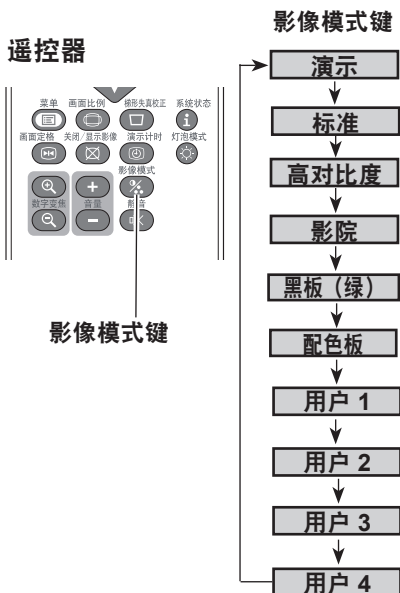 影像模式键
遥控器
菜单 画面比例 梯形失真校正 系统状态
画面定格 关闭/显示影像 演示计时 灯泡模式
影像模式
数字变焦 音量 静音
影像模式键
演示
标准
高对比度
影院
黑板（绿）
配色板
用户 1
用户 2
用户 3
用户 4